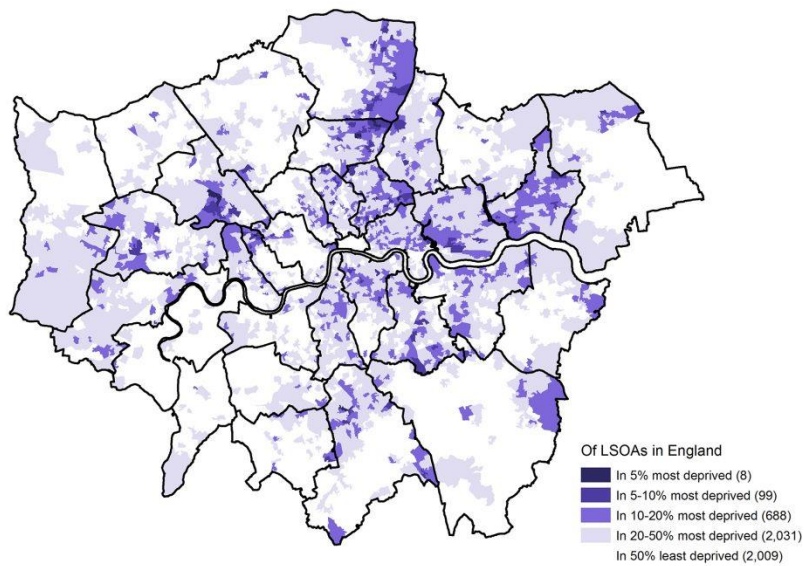 Of LSOAs in England
In 5% most deprived (8)
In 5-10% most deprived (99)
In 10-20% most deprived (688)
In 20-50% most deprived (2,031)
In 50% least deprived (2,009)